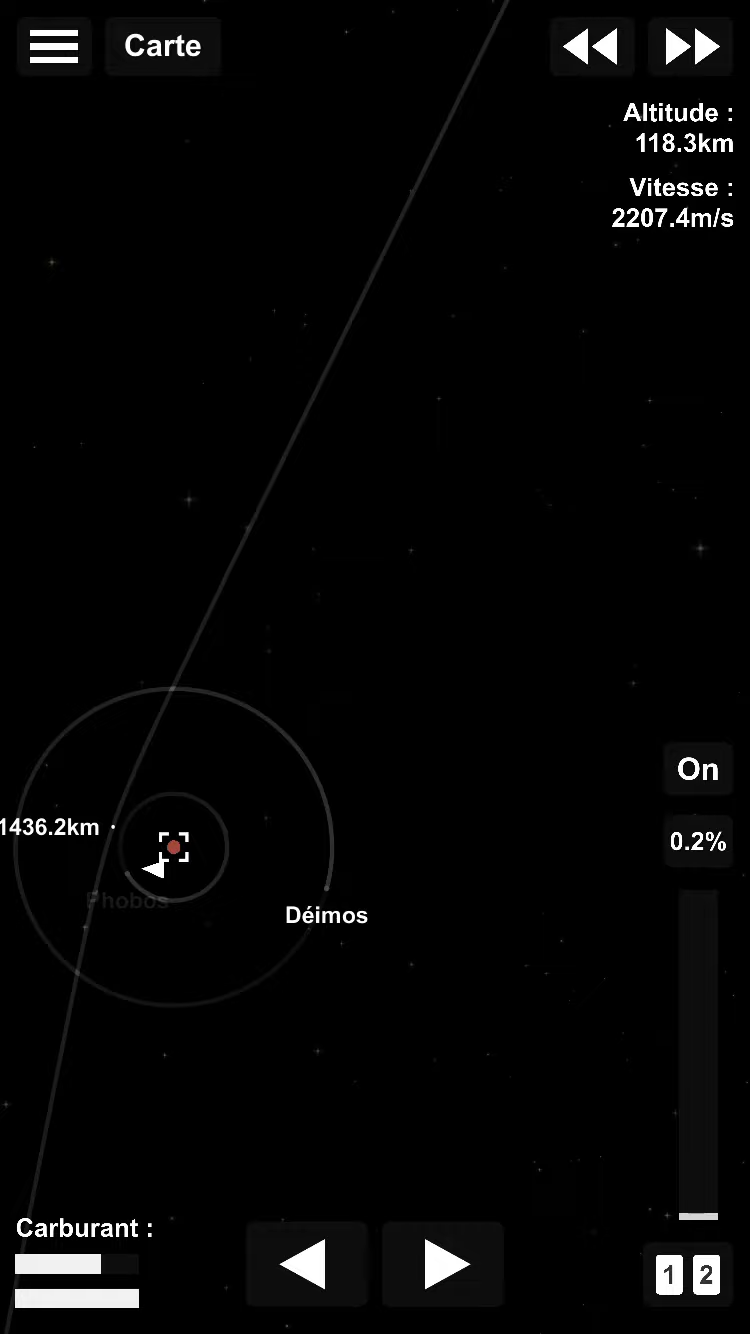 Carte
Altitude :
118.3km
Vitesse :
2207.4m/s
On
1436.2km
0.2%
Phobos
Déimos
Carburant :
1 2